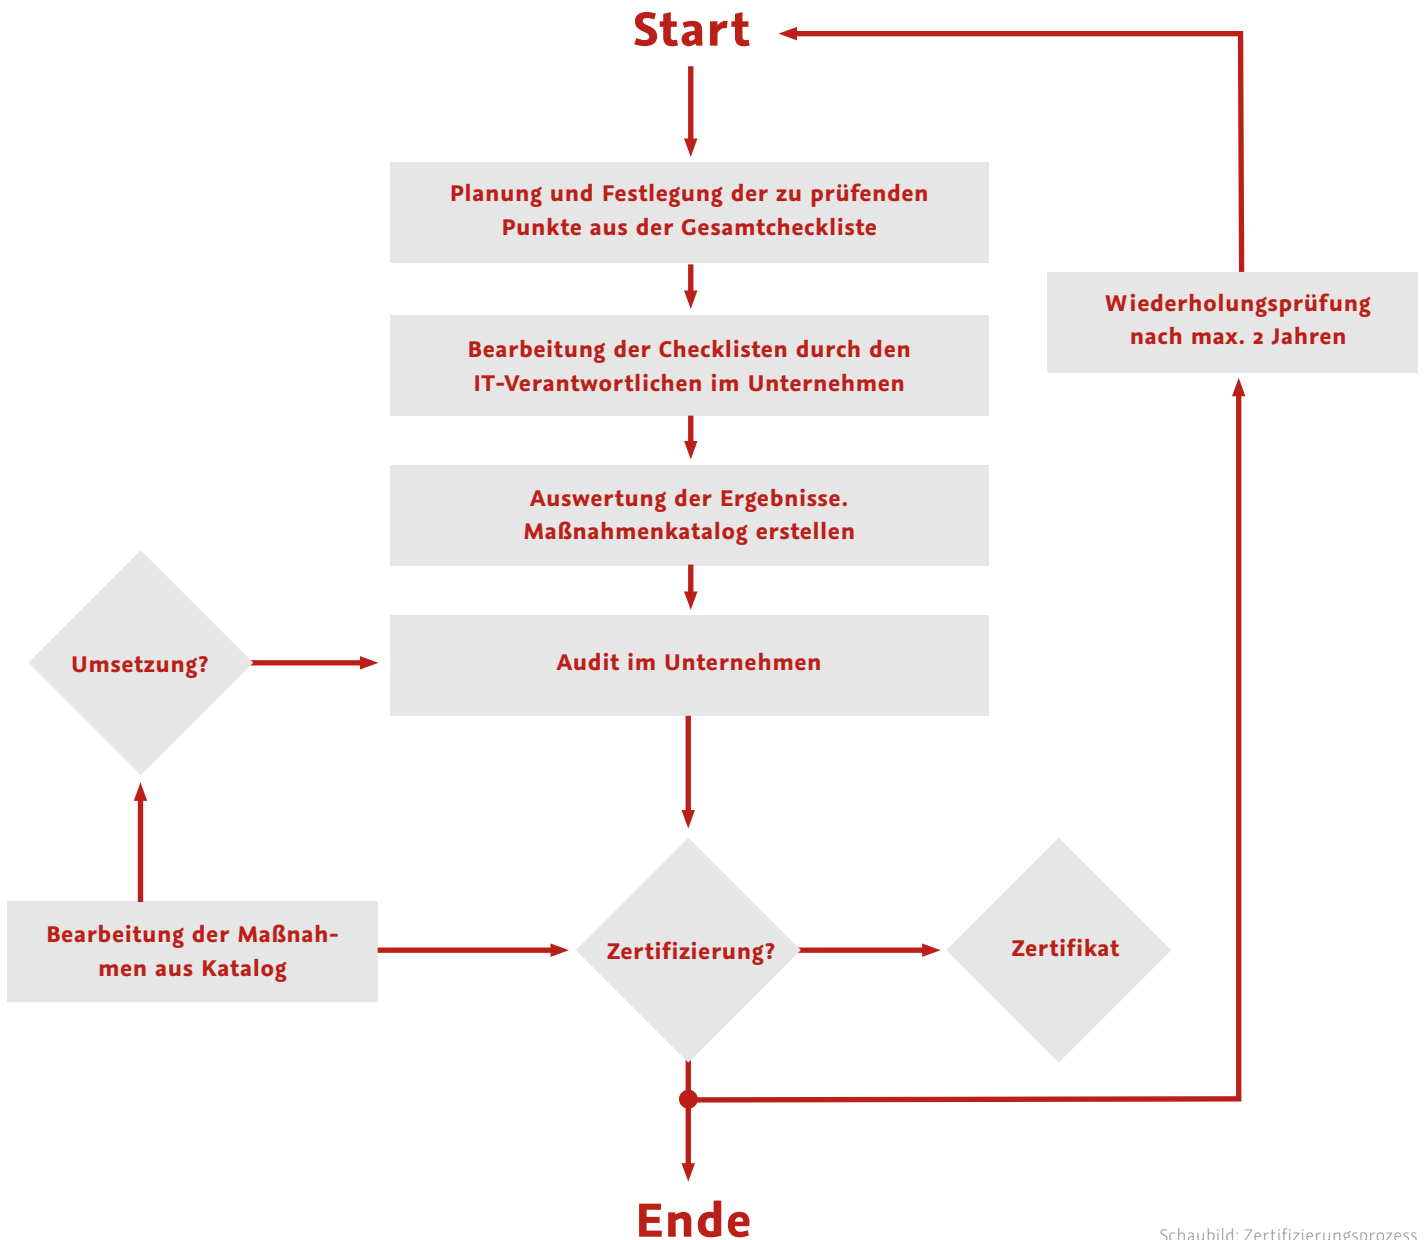 Start
Planung und Festlegung der zu prüfenden
Punkte aus der Gesamtcheckliste
Wiederholungsprüfung
nach max. 2 Jahren
Bearbeitung der Checklisten durch den
IT-Verantwortlichen im Unternehmen
Auswertung der Ergebnisse.
Maßnahmenkatalog erstellen
Umsetzung?
Audit im Unternehmen
Bearbeitung der Maßnah-
men aus Katalog
Zertifizierung?
Zertifikat
Ende
Schaubild: Zertifizierungsprozess